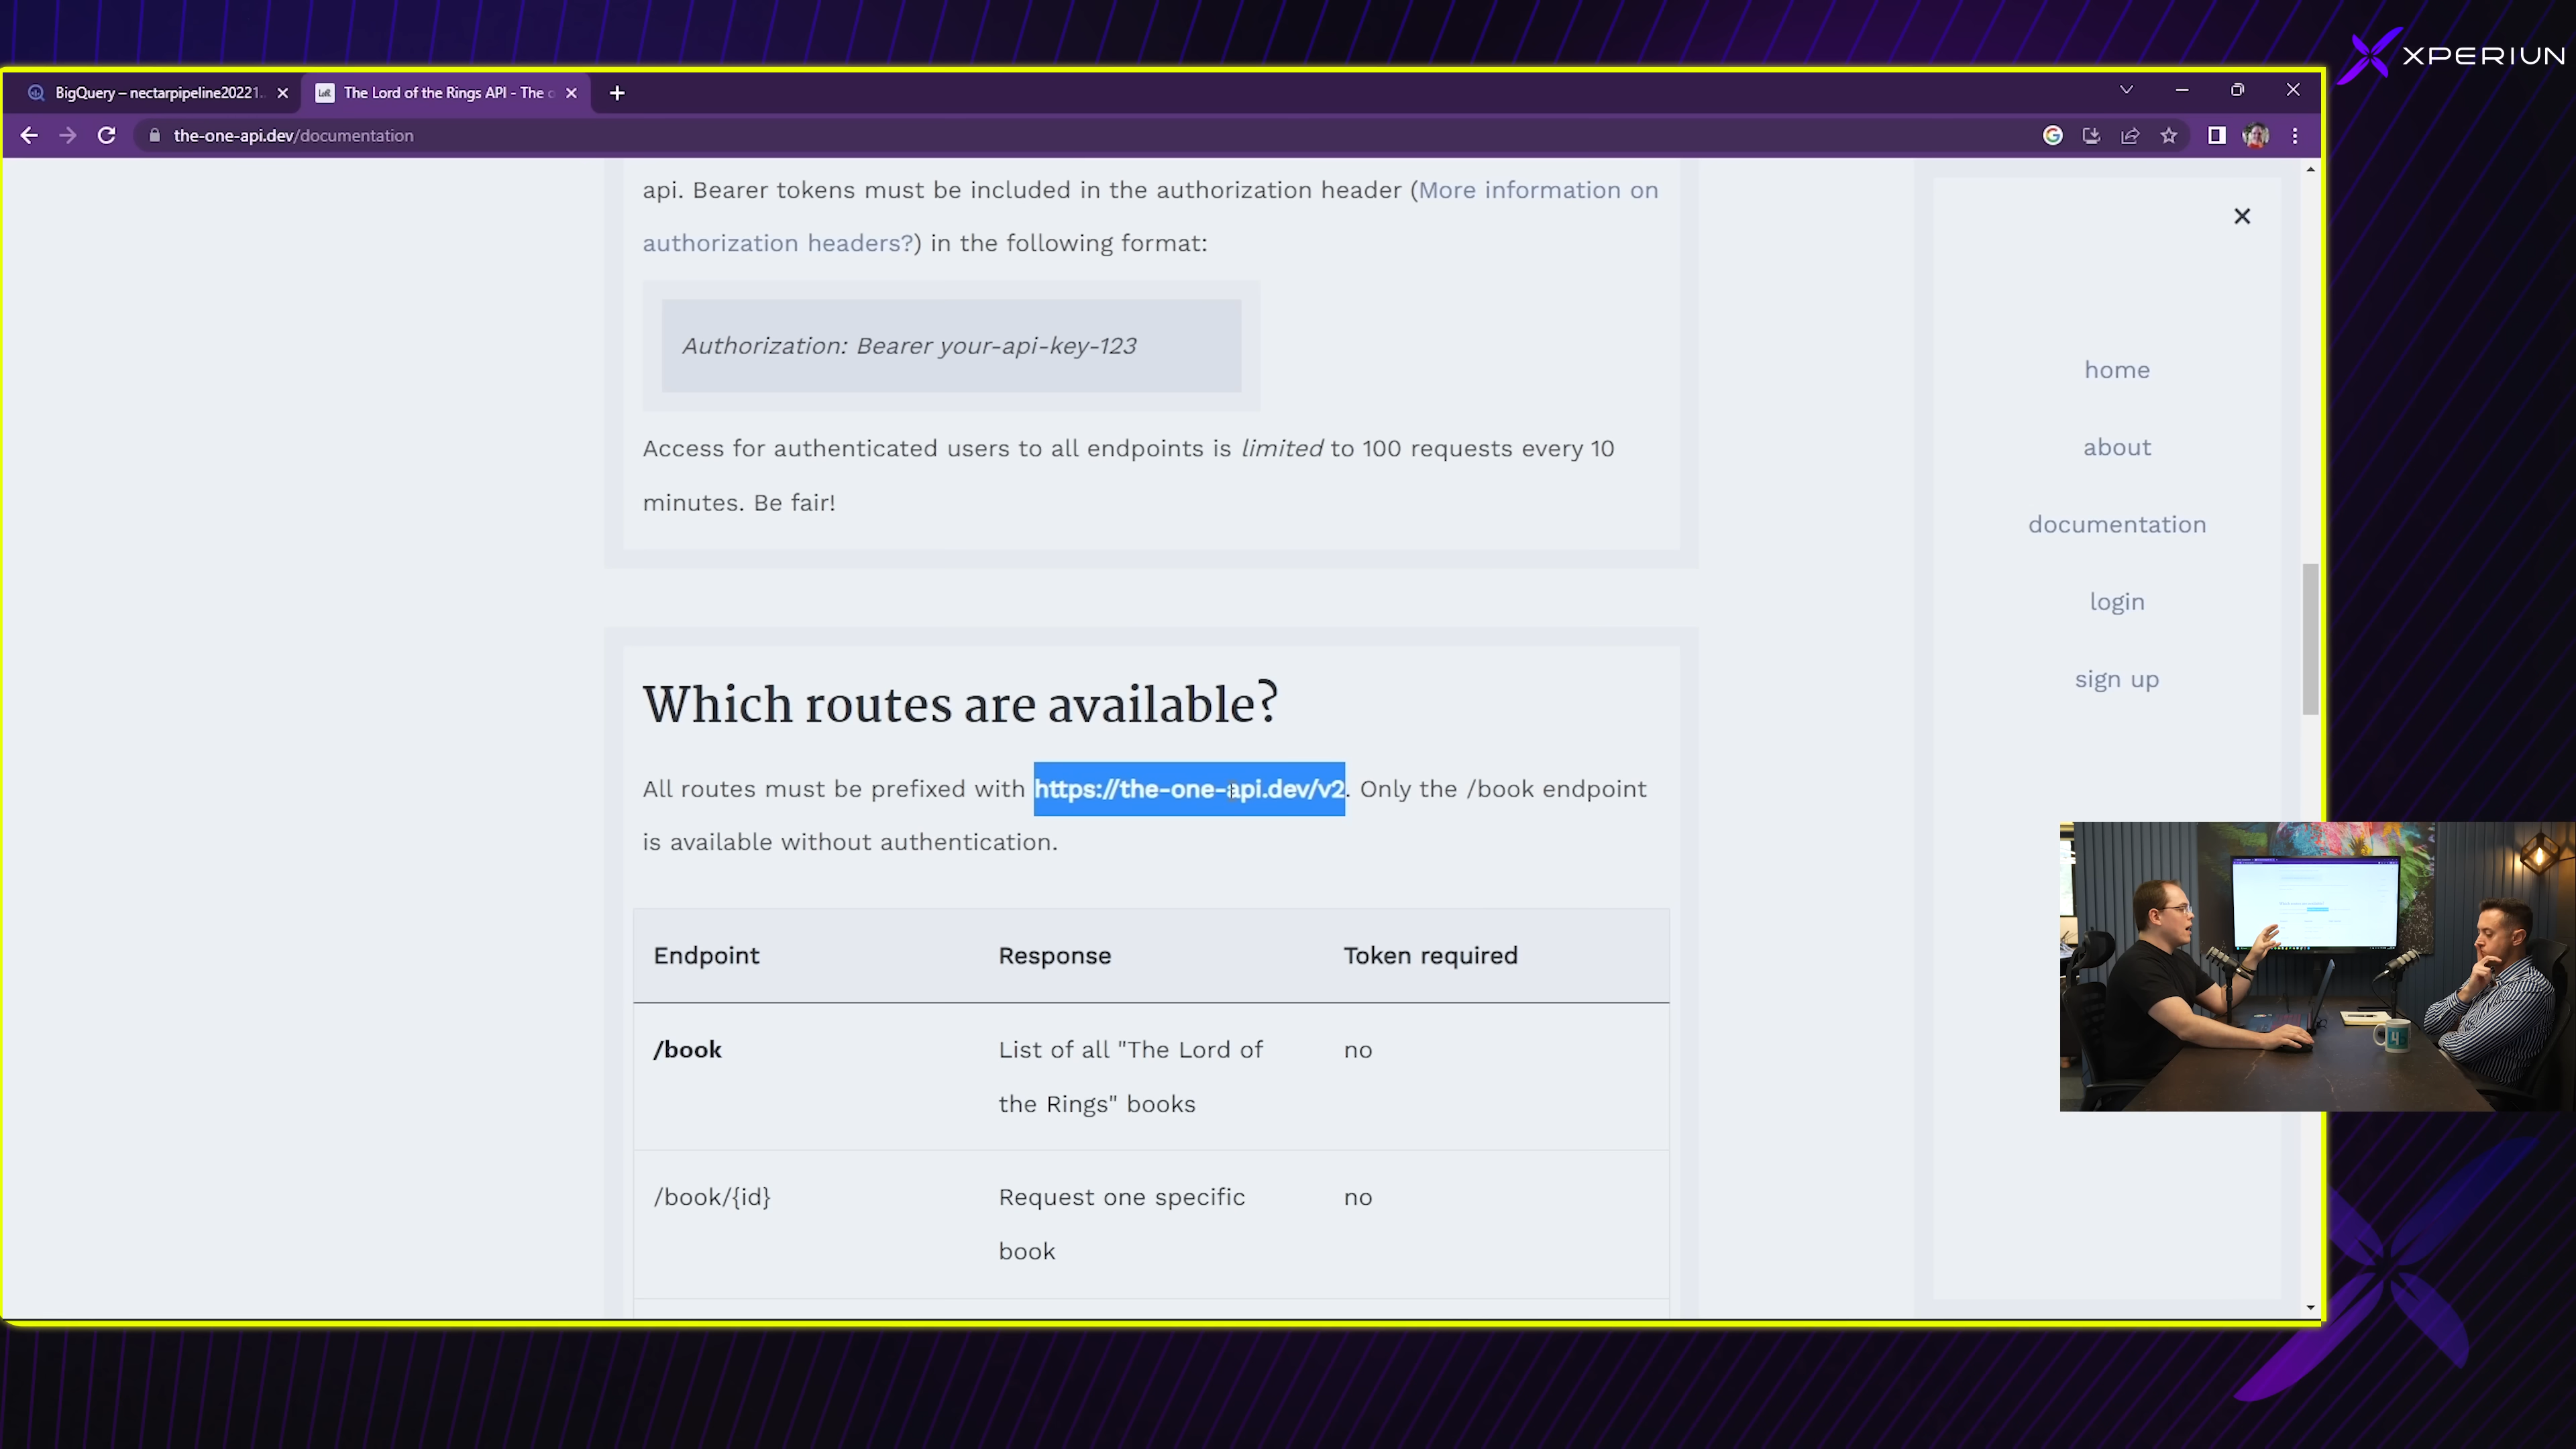 XPERIUN
BigQuery – nectarpipeline20221..
The Lord of the Rings API - The o
the-one-api.dev/documentation
api. Bearer tokens must be included in the authorization header (More information on
authorization headers?) in the following format:
Authorization: Bearer your-api-key-123
Access for authenticated users to all endpoints is limited to 100 requests every 10
minutes. Be fair!
home
about
documentation
login
sign up
Which routes are available?
All routes must be prefixed with https://the-one-api.dev/v2. Only the /book endpoint
is available without authentication.
Endpoint Response Token required
/book List of all "The Lord of no
the Rings" books
/book/{id} Request one specific no
book